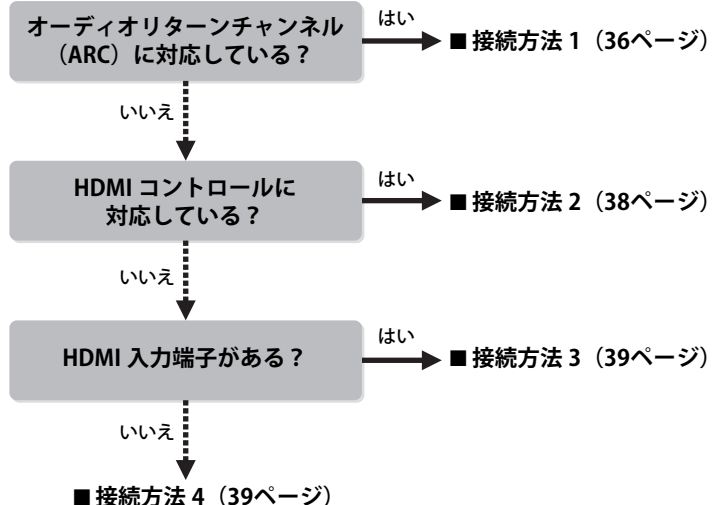 オーディオリターンチャンネル
（ARC）に対応している？
はい
■ 接続方法 1（36ページ）
いいえ
HDMI コントロールに
対応している？
はい
■ 接続方法 2（38ページ）
いいえ
HDMI 入力端子がある？
はい
■ 接続方法 3（39ページ）
いいえ
■ 接続方法 4（39ページ）